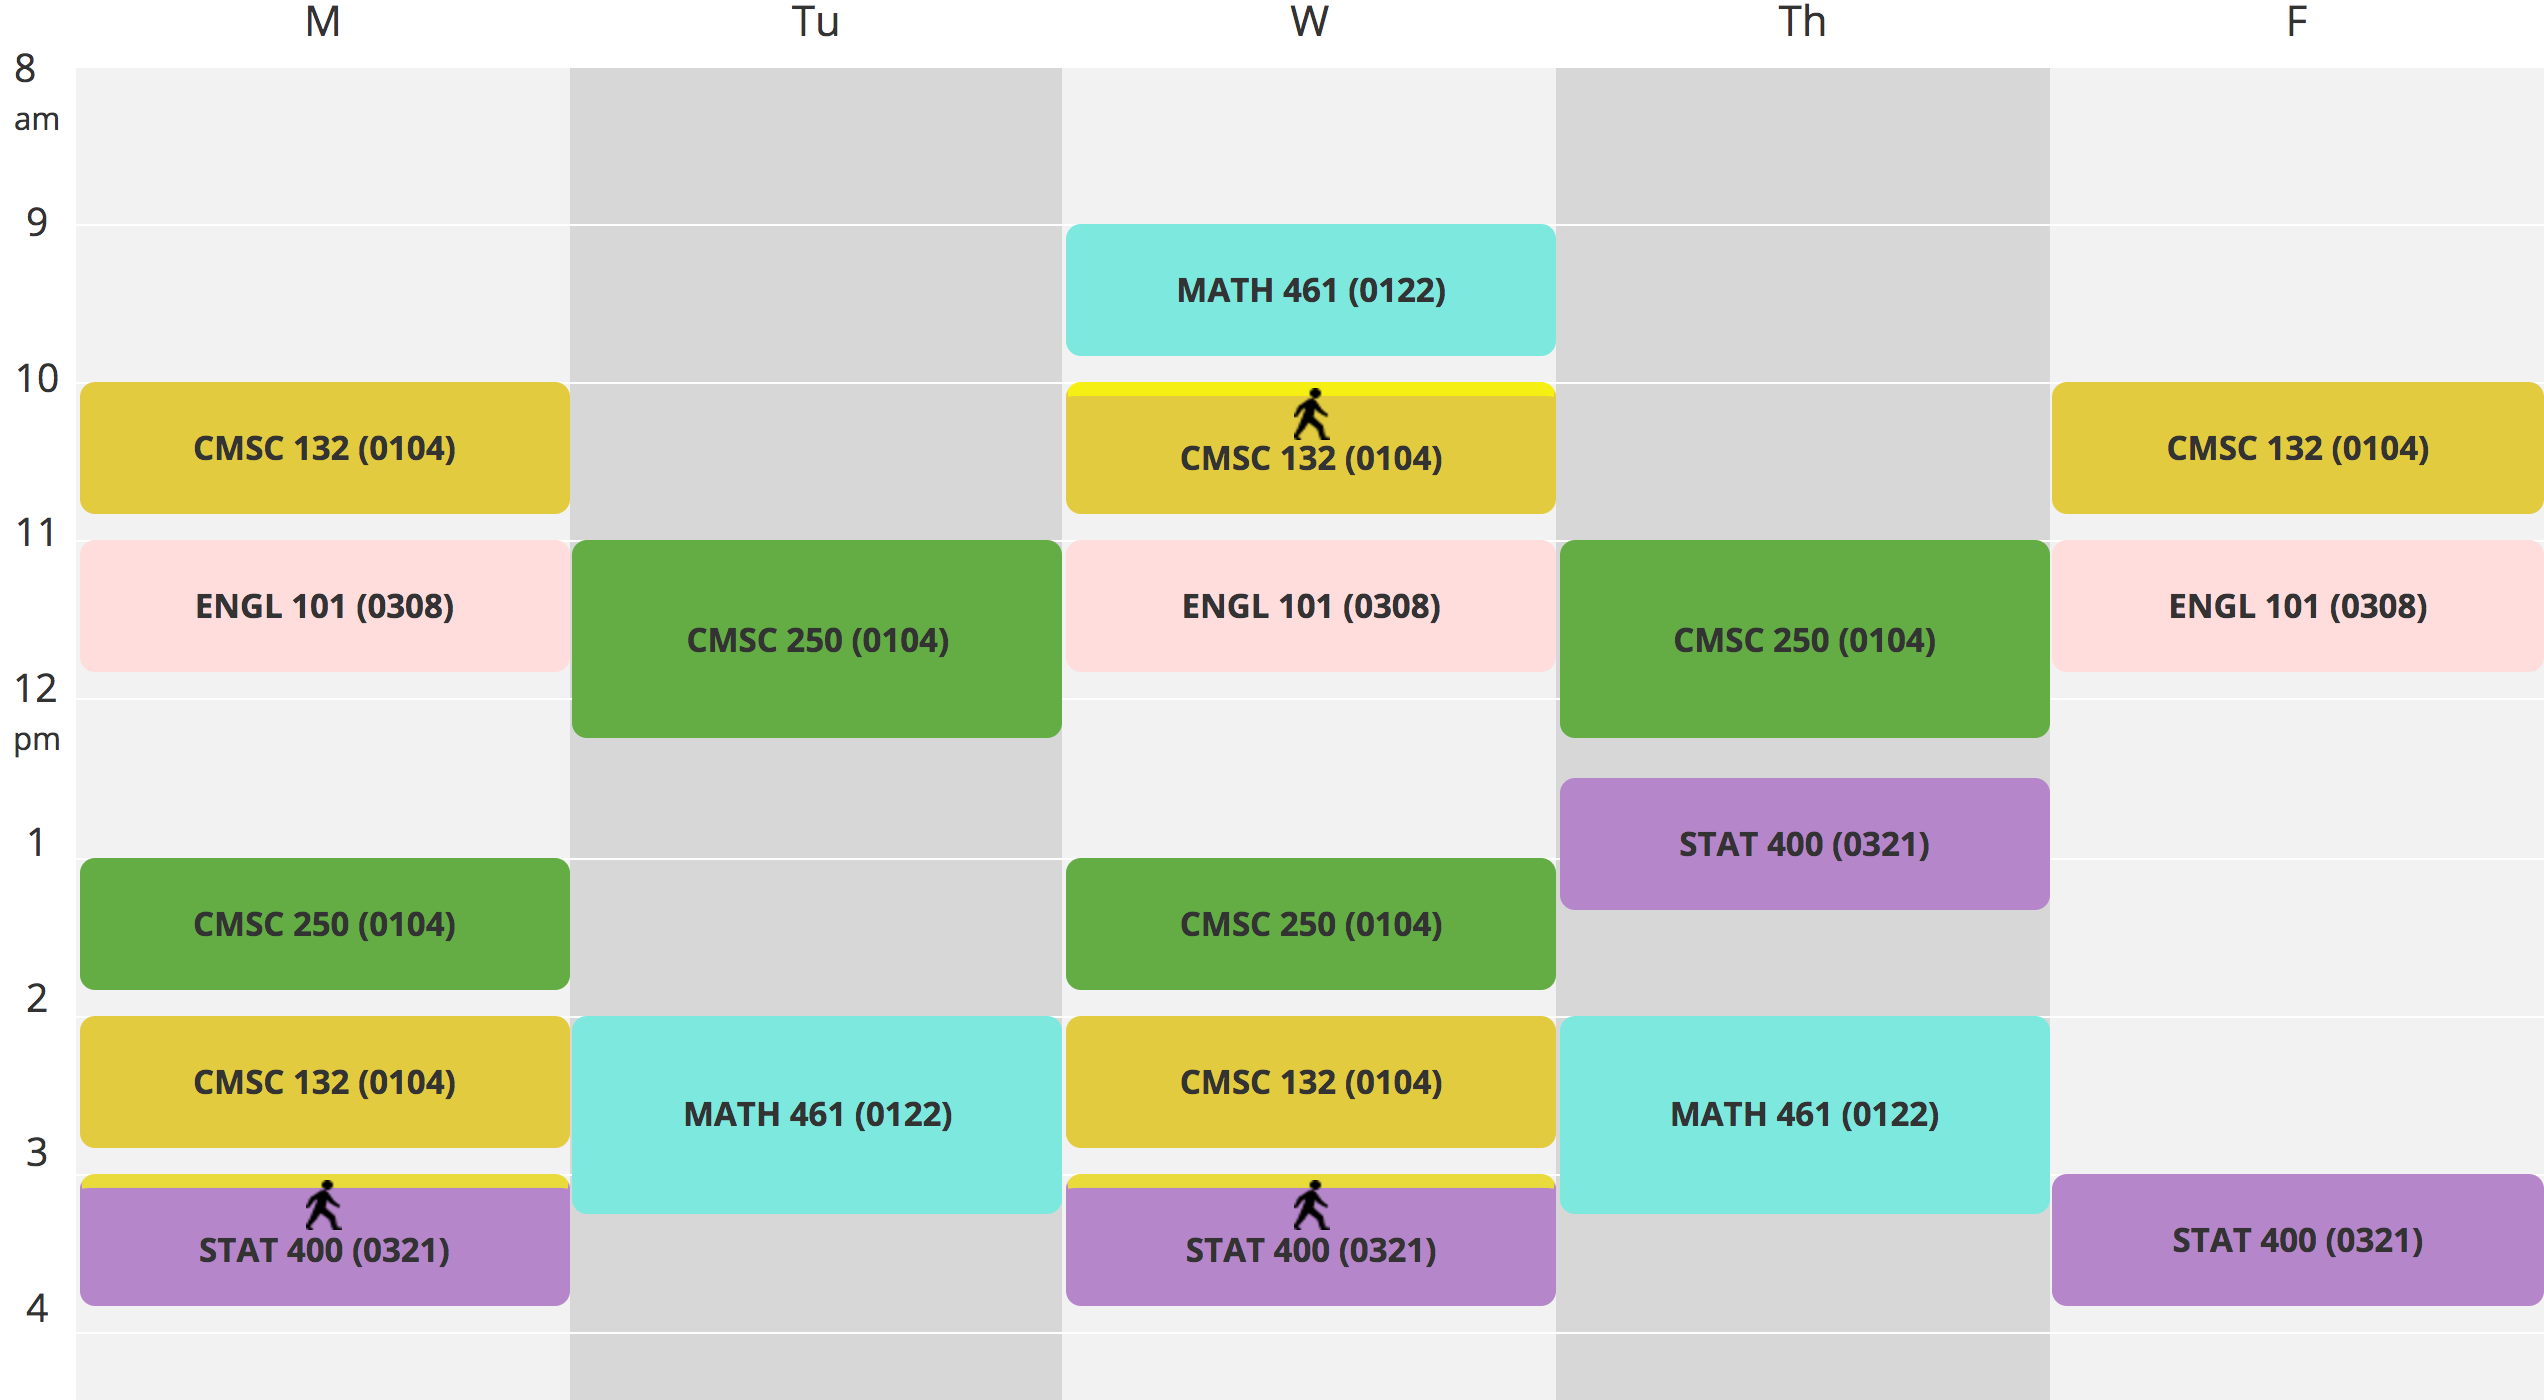 M Tu W Th F
8
am
9
MATH 461 (0122)
10
CMSC 132 (0104) CMSC 132 (0104) CMSC 132 (0104)
11
ENGL 101 (0308) ENGL 101 (0308) ENGL 101 (0308)
CMSC 250 (0104) CMSC 250 (0104)
12
pm
1
STAT 400 (0321)
CMSC 250 (0104) CMSC 250 (0104)
2
CMSC 132 (0104) CMSC 132 (0104)
MATH 461 (0122) MATH 461 (0122)
3
STAT 400 (0321) STAT 400 (0321) STAT 400 (0321)
4